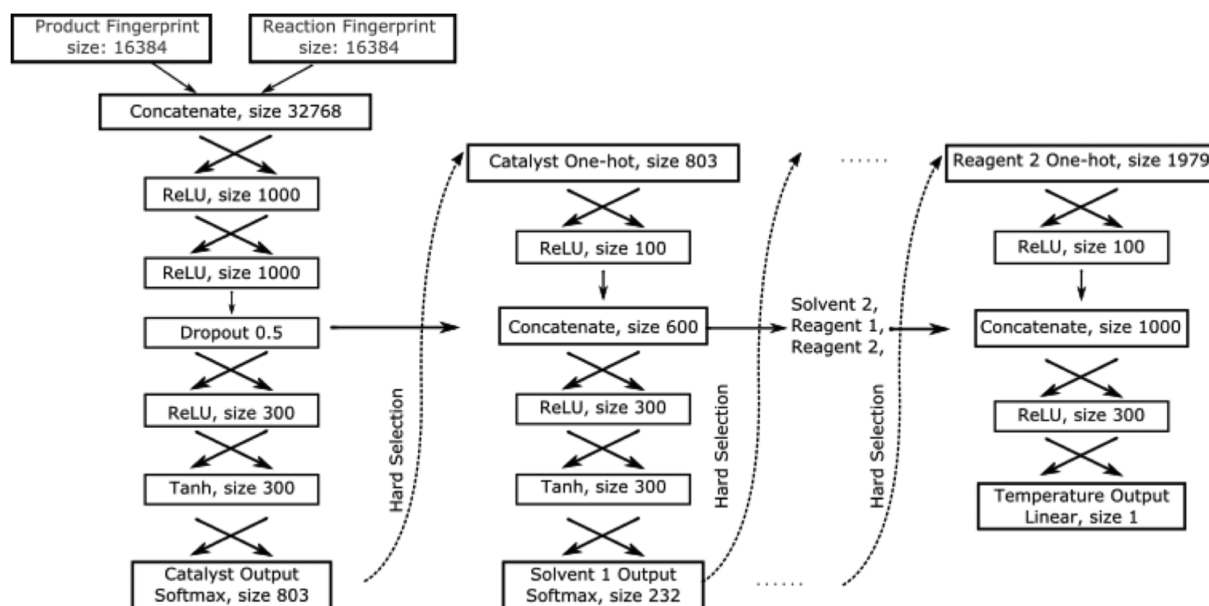 Product Fingerprint
size: 16384
Reaction Fingerprint
size: 16384
Concatenate, size 32768
ReLU, size 1000
ReLU, size 1000
Dropout 0.5
ReLU, size 300
Tanh, size 300
Catalyst Output
Softmax, size 803
Hard Selection
Catalyst One-hot, size 803
ReLU, size 100
Concatenate, size 600
ReLU, size 300
Tanh, size 300
Solvent 1 Output
Softmax, size 232
Hard Selection
......
Solvent 2,
Reagent 1,
Reagent 2,
......
Hard Selection
Reagent 2 One-hot, size 1979
ReLU, size 100
Concatenate, size 1000
ReLU, size 300
Temperature Output
Linear, size 1